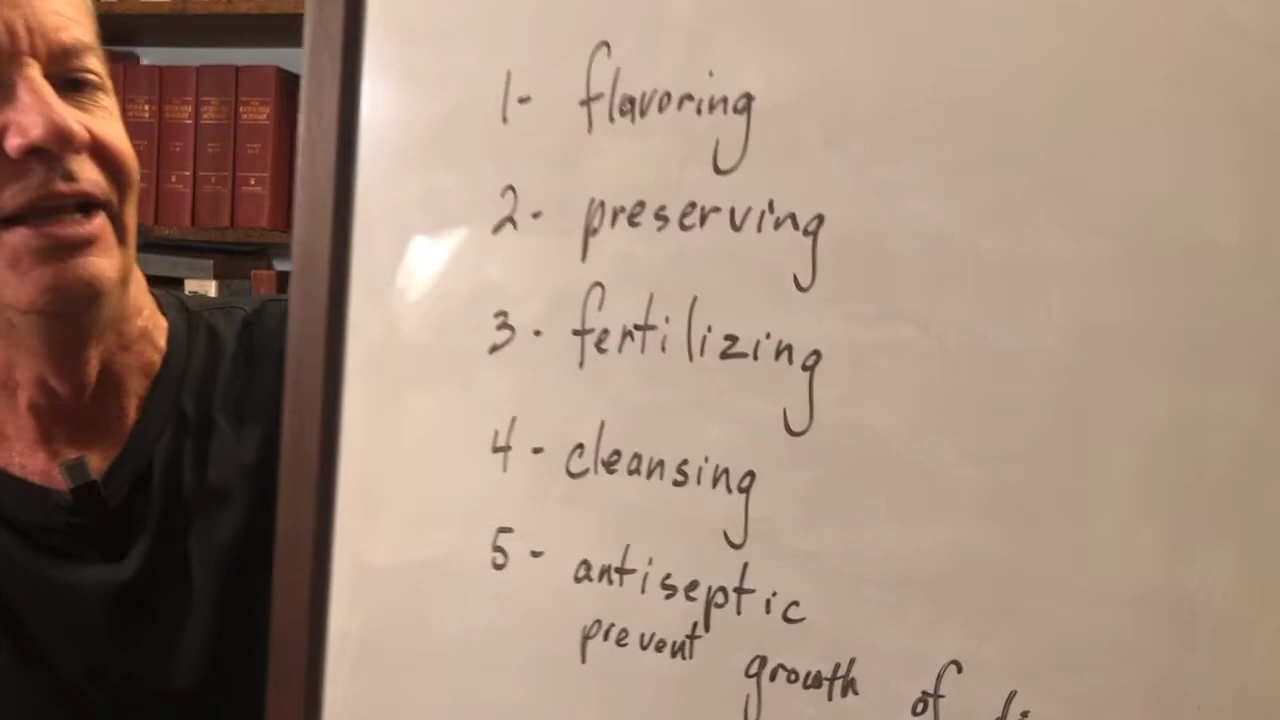 1- flavoring
2- preserving
3- fertilizing
4- cleansing
5- antiseptic
prevent growth of